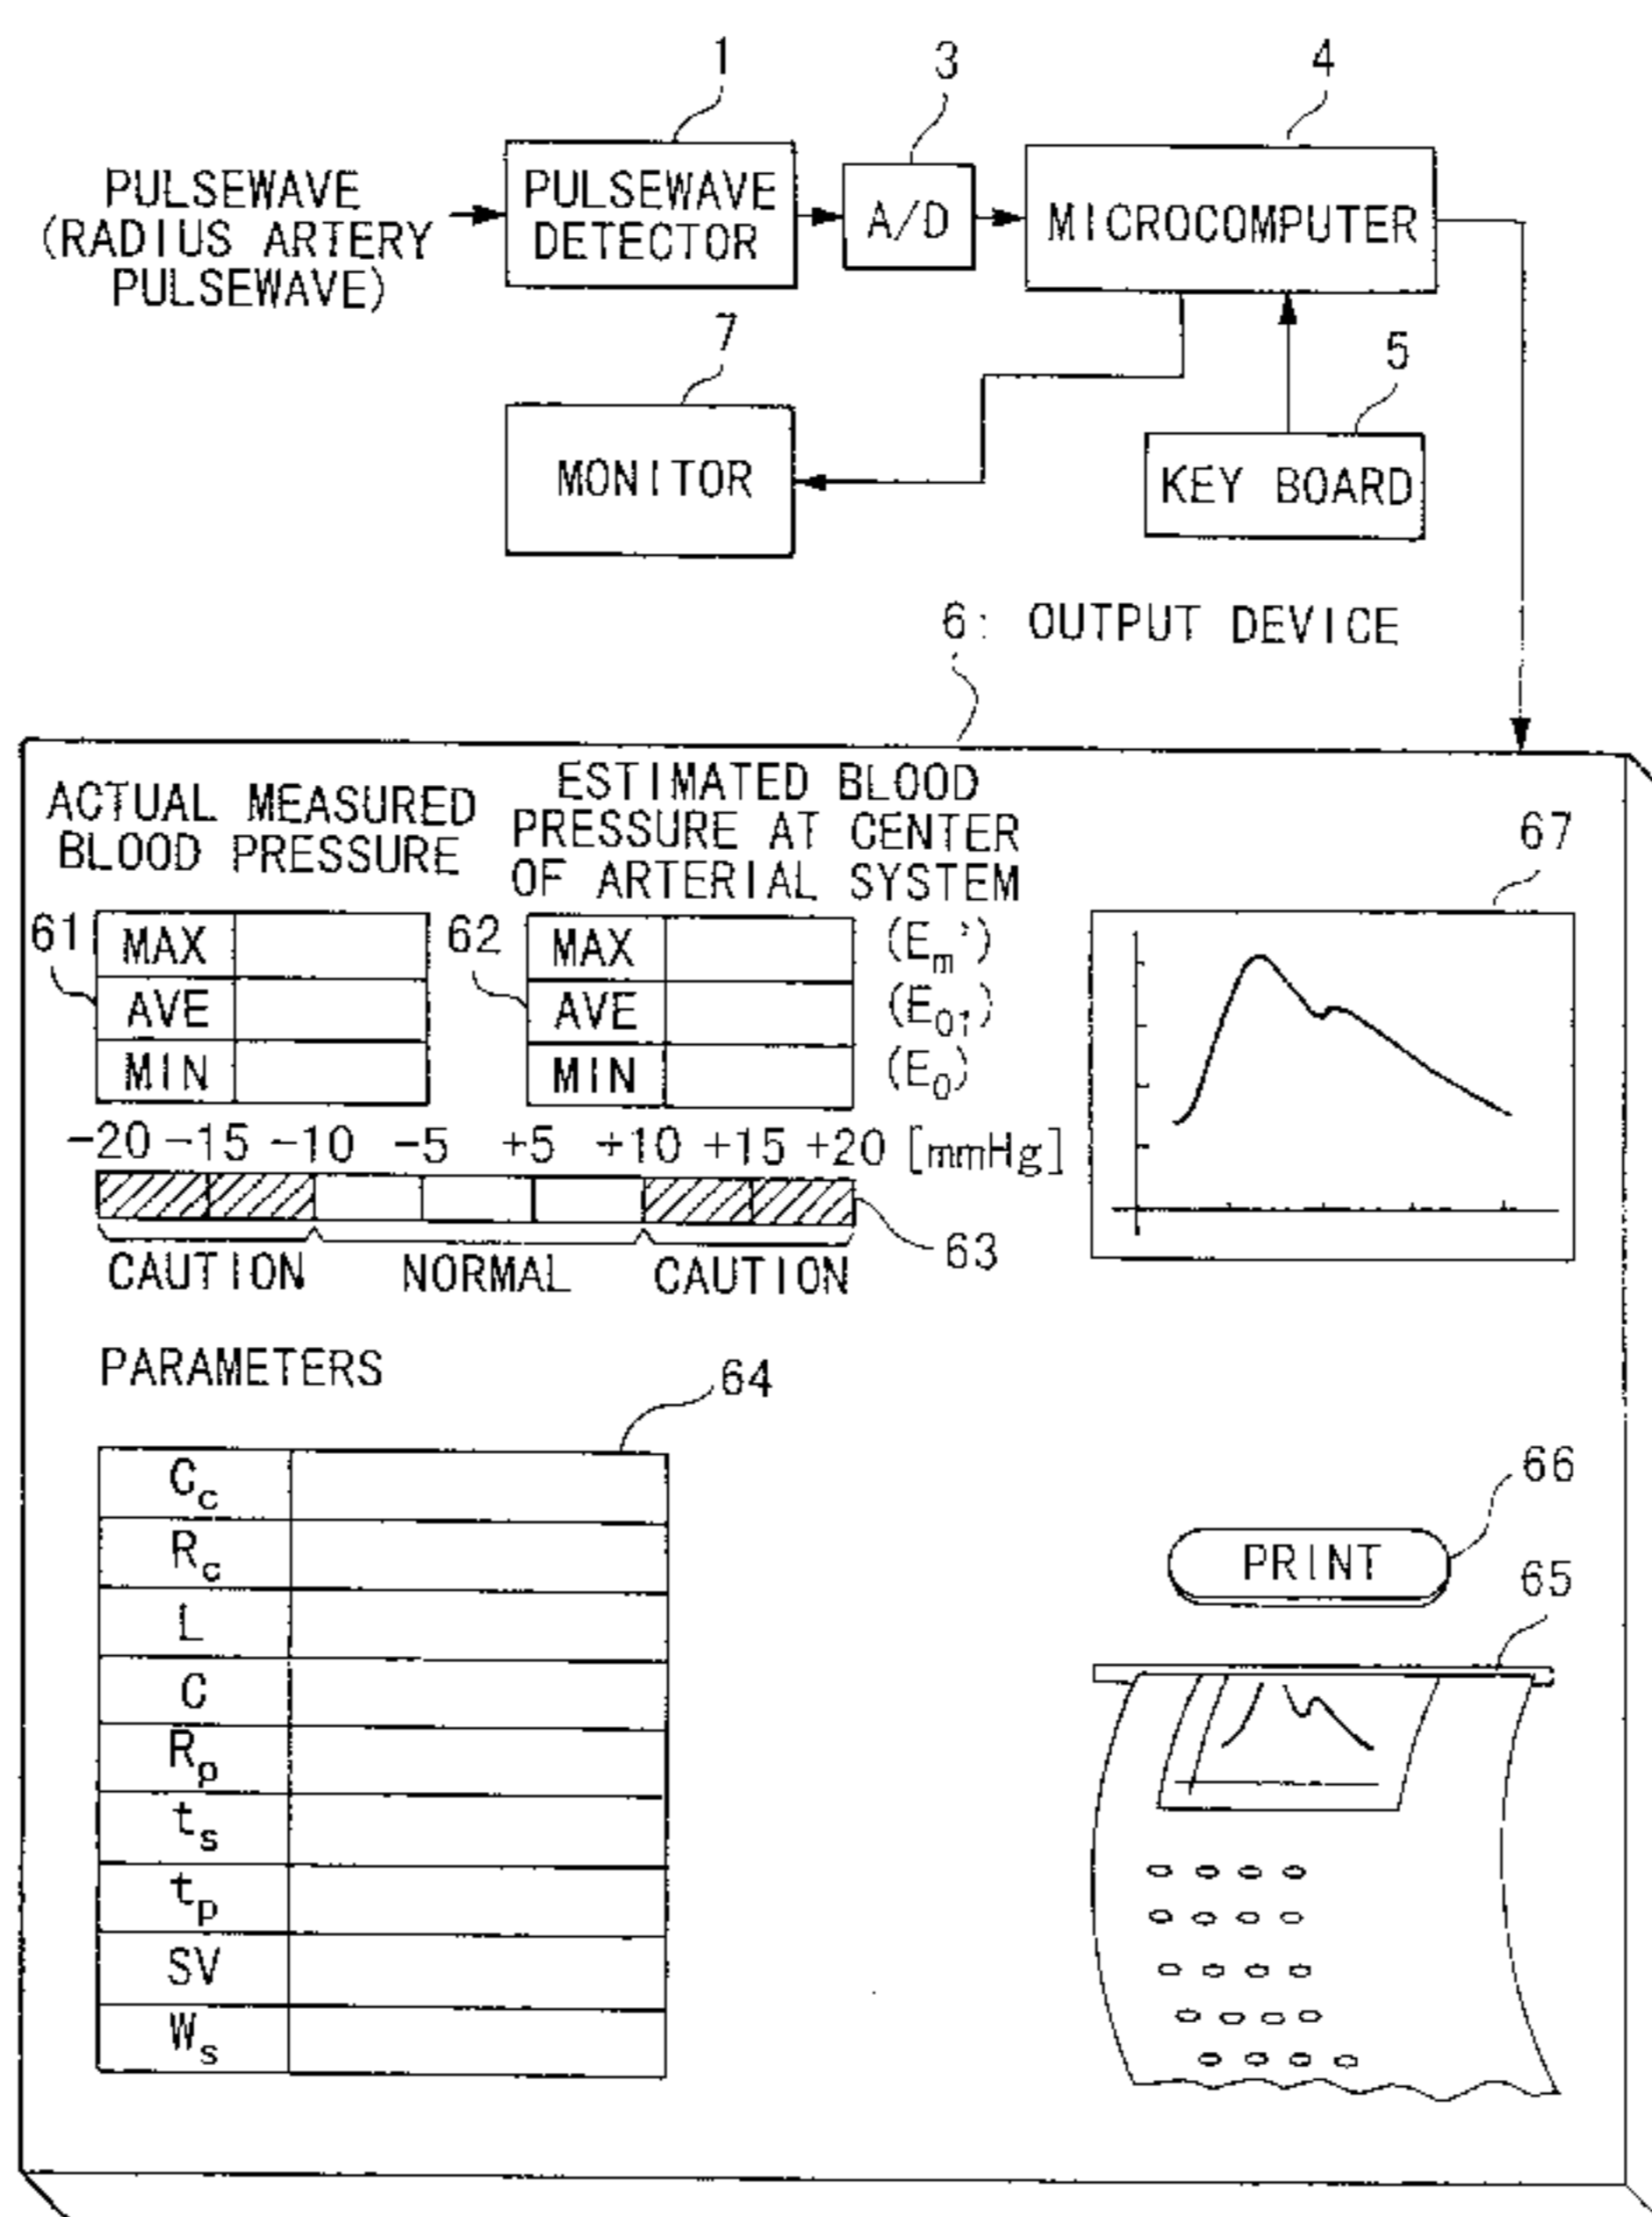 1
3
4
PULSEWAVE
(RADIUS ARTERY
PULSEWAVE)
PULSEWAVE
DETECTOR
A/D
MICROCOMPUTER
7
5
MONITOR
KEY BOARD
6: OUTPUT DEVICE
ACTUAL MEASURED
BLOOD PRESSURE
ESTIMATED BLOOD
PRESSURE AT CENTER
OF ARTERIAL SYSTEM
67
61
MAX
AVE
MIN
62
MAX (Em')
AVE (E01)
MIN (E0)
-20 -15 -10 -5 +5 +10 +15 +20 [mmHg]
63
CAUTION NORMAL CAUTION
PARAMETERS
64
Cc
Rc
L
C
Rp
ts
tp
SV
Ws
66
PRINT
65